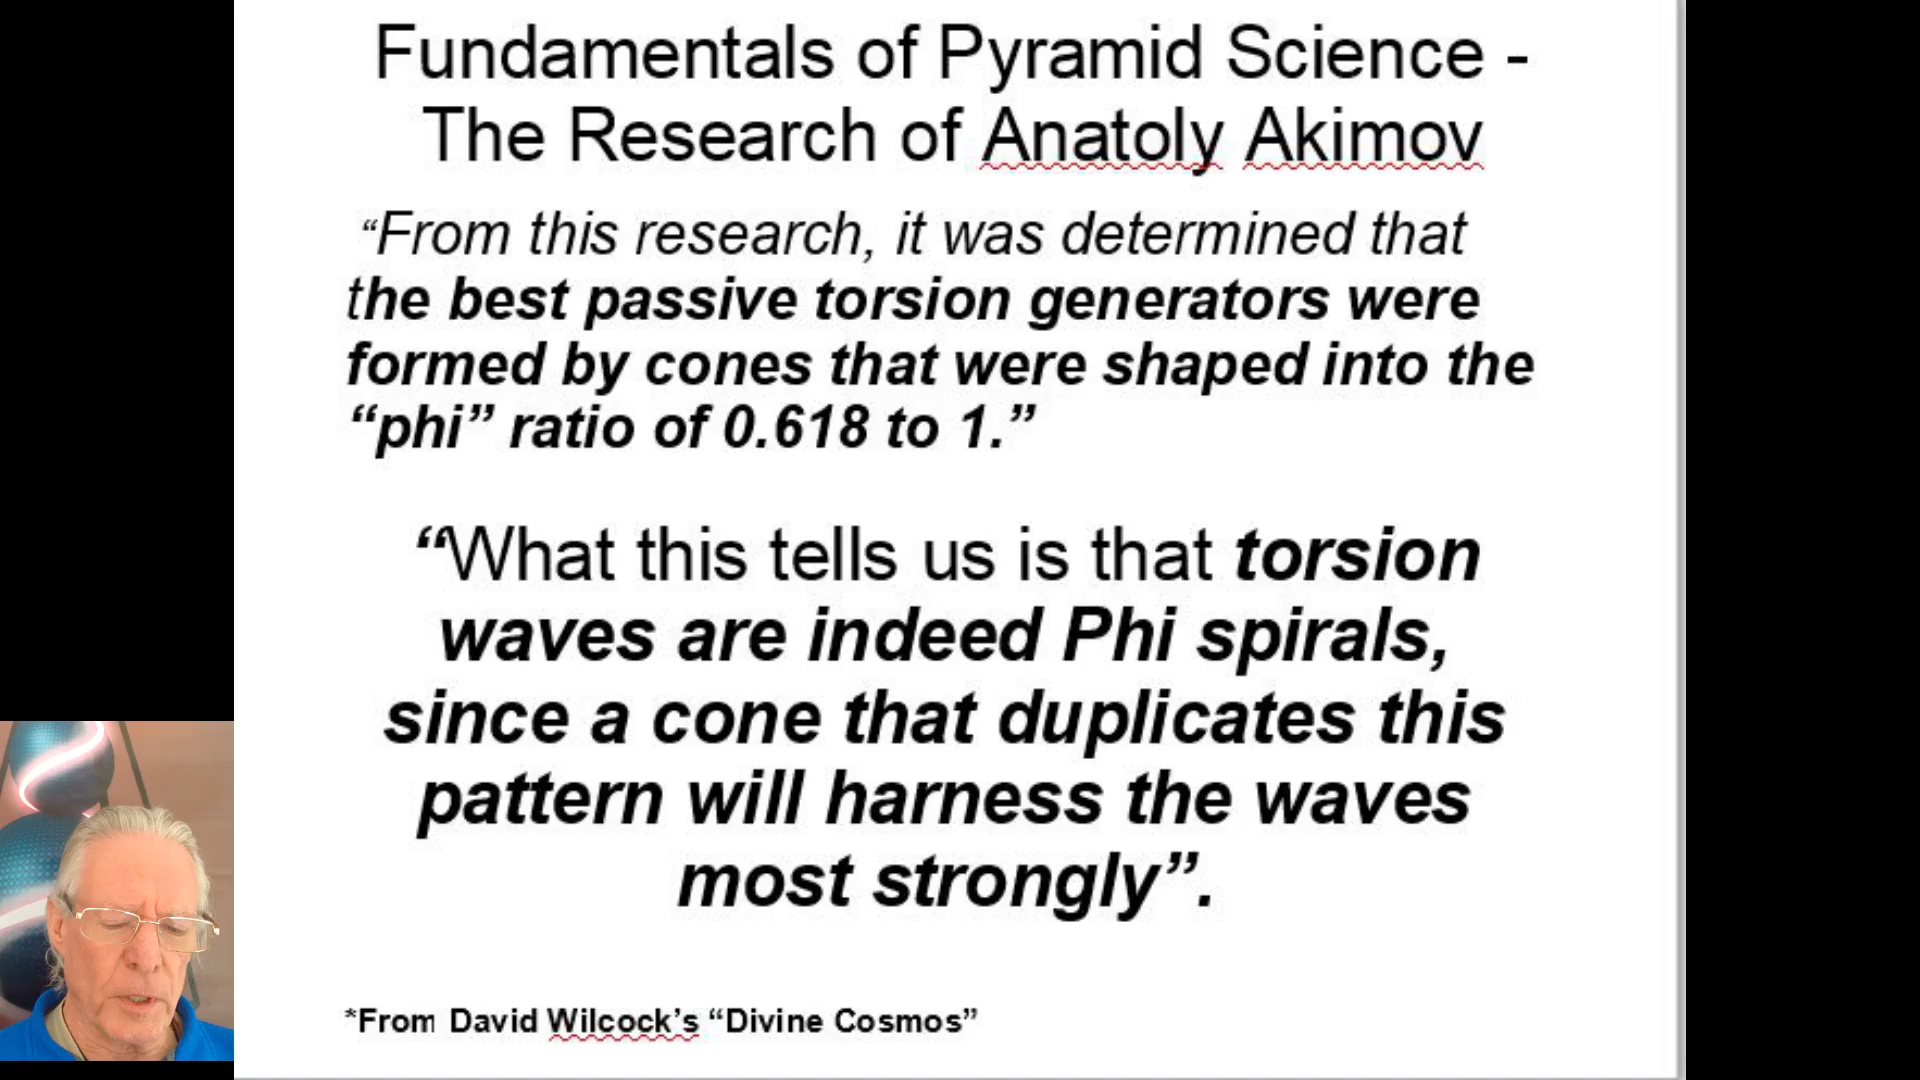 Fundamentals of Pyramid Science -
The Research of Anatoly Akimov
“From this research, it was determined that
the best passive torsion generators were
formed by cones that were shaped into the
“phi” ratio of 0.618 to 1.”
“What this tells us is that torsion
waves are indeed Phi spirals,
since a cone that duplicates this
pattern will harness the waves
most strongly”.
*From David Wilcock’s “Divine Cosmos”